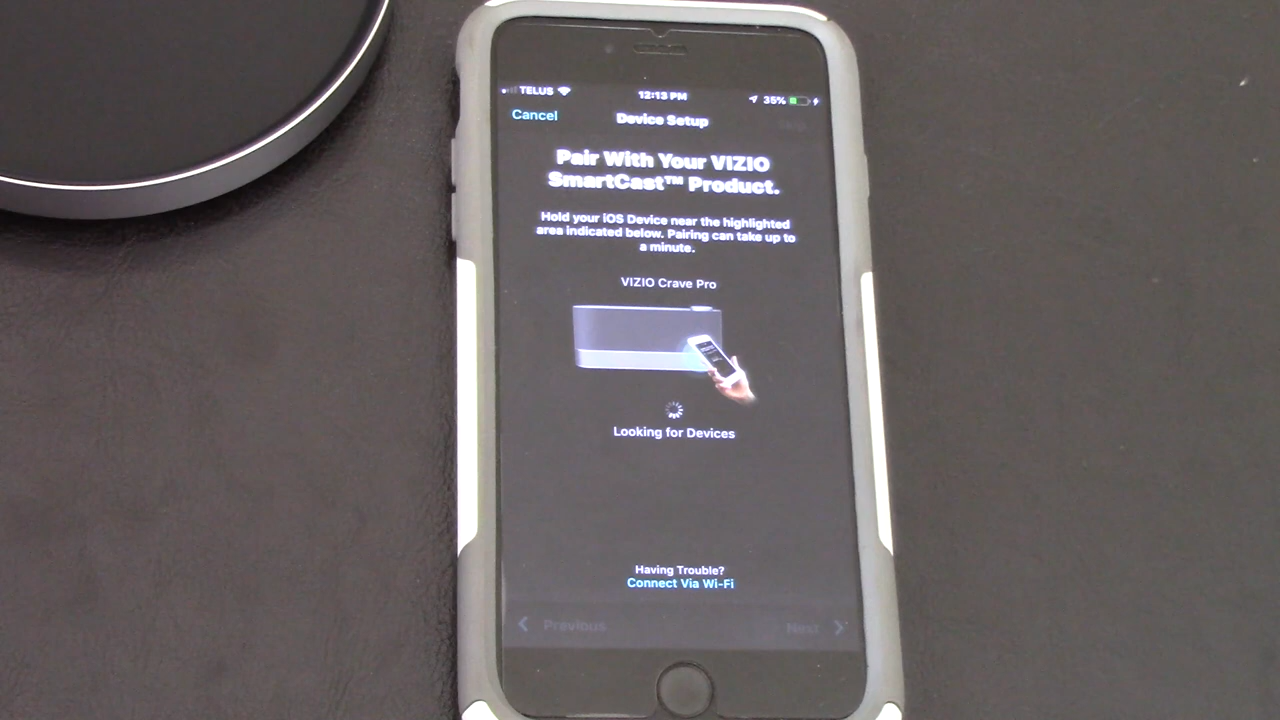 TELUS 12:13 PM 35%
Cancel Device Setup
Pair With Your VIZIO
SmartCast™ Product.
Hold your iOS Device near the highlighted
area indicated below. Pairing can take up to
a minute.
VIZIO Crave Pro
Looking for Devices
Having Trouble?
Connect Via Wi-Fi
Previous Next